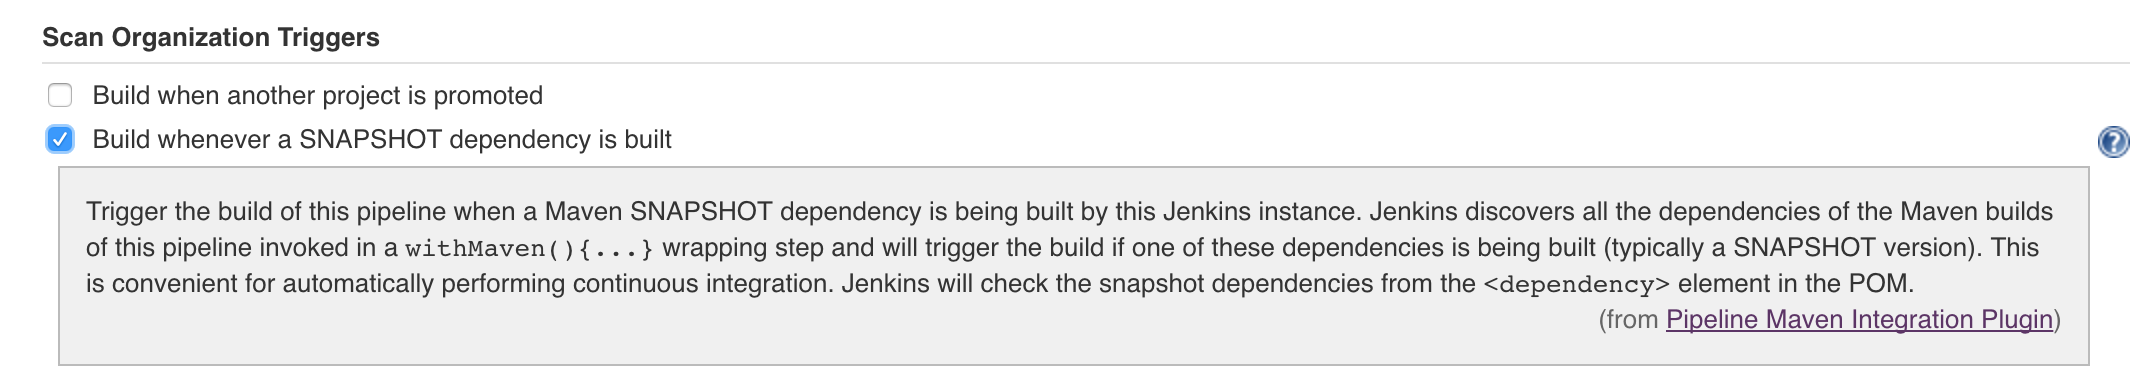 Scan Organization Triggers
Build when another project is promoted
Build whenever a SNAPSHOT dependency is built
?
Trigger the build of this pipeline when a Maven SNAPSHOT dependency is being built by this Jenkins instance. Jenkins discovers all the dependencies of the Maven builds
of this pipeline invoked in a withMaven(){...} wrapping step and will trigger the build if one of these dependencies is being built (typically a SNAPSHOT version). This
is convenient for automatically performing continuous integration. Jenkins will check the snapshot dependencies from the <dependency> element in the POM.
(from Pipeline Maven Integration Plugin)